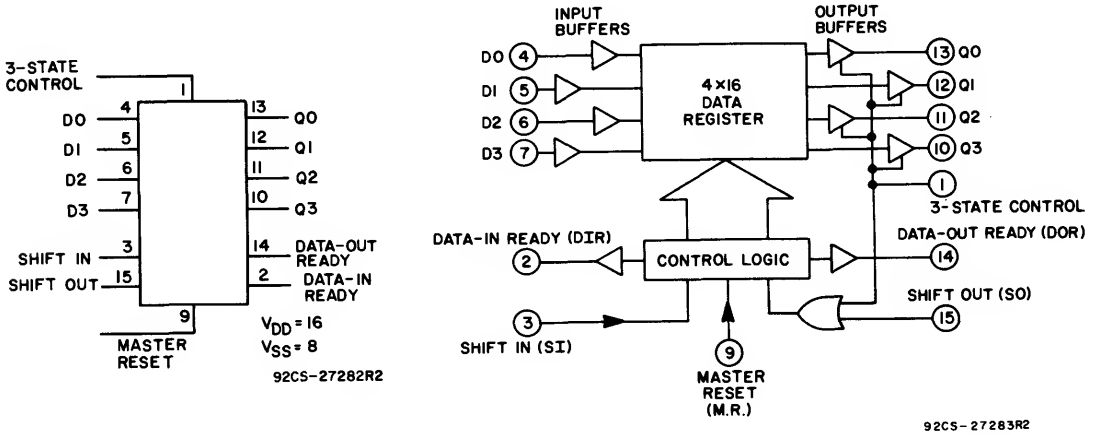 3-STATE
CONTROL
1
4
D0
5
D1
6
D2
7
D3
3
SHIFT IN
15
SHIFT OUT
9
MASTER
RESET
13
Q0
12
Q1
11
Q2
10
Q3
14
DATA-OUT
READY
2
DATA-IN
READY
VDD = 16
VSS = 8
92CS-27282R2
INPUT
BUFFERS
OUTPUT
BUFFERS
D0 4
D1 5
D2 6
D3 7
4×16
DATA
REGISTER
13 Q0
12 Q1
11 Q2
10 Q3
1
3-STATE CONTROL
DATA-IN READY (DIR)
2
CONTROL LOGIC
DATA-OUT READY (DOR)
14
3
SHIFT IN (SI)
9
MASTER
RESET
(M.R.)
SHIFT OUT (SO)
15
92CS-27283R2